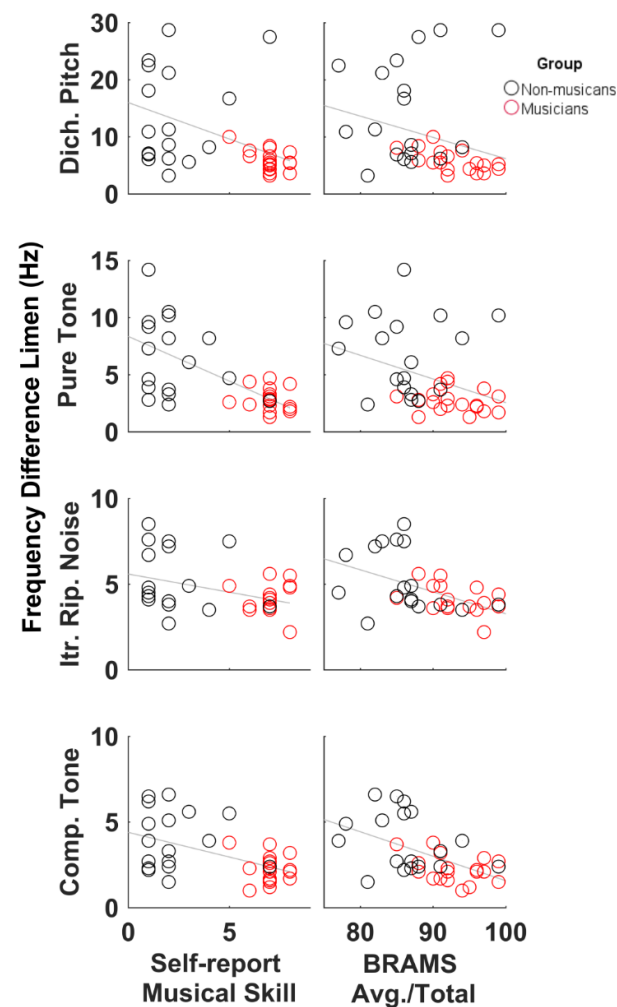 Frequency Difference Limen (Hz)
Dich. Pitch
30
20
10
0
Group
Non-musicans
Musicians
Pure Tone
15
10
5
0
Itr. Rip. Noise
10
5
0
Comp. Tone
10
5
0
0
5
80
90
100
Self-report
Musical Skill
BRAMS
Avg./Total